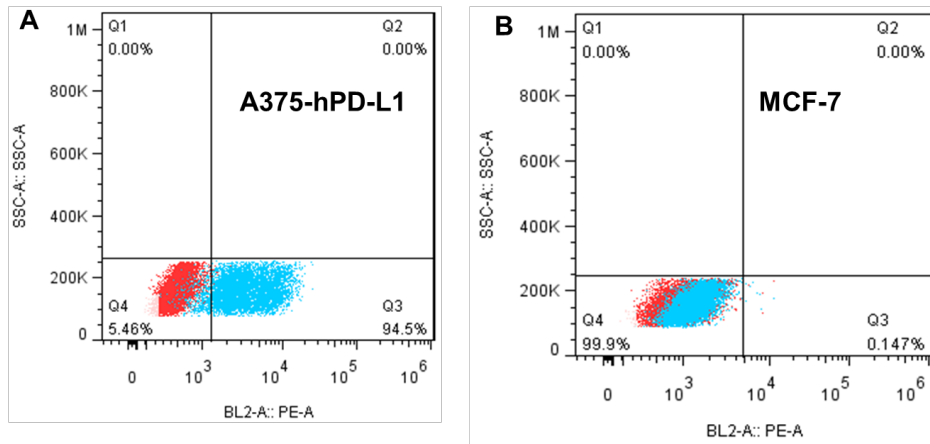 A
Q1
0.00%
Q2
0.00%
A375-hPD-L1
1M
800K
600K
400K
200K
0
SSC-A:: SSC-A
Q4
5.46%
Q3
94.5%
0 10^3 10^4 10^5 10^6
BL2-A:: PE-A
B
Q1
0.00%
Q2
0.00%
MCF-7
1M
800K
600K
400K
200K
0
SSC-A:: SSC-A
Q4
99.9%
Q3
0.147%
0 10^3 10^4 10^5 10^6
BL2-A:: PE-A